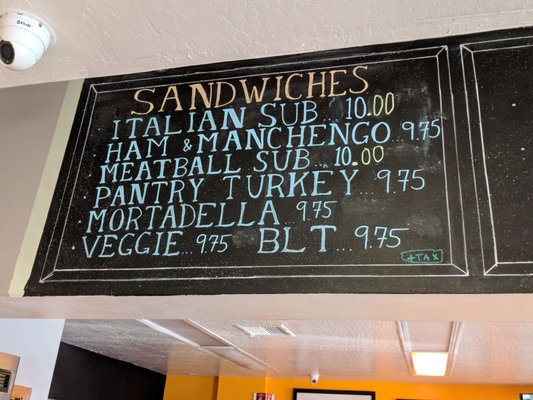 SANDWICHES
ITALIAN SUB... 10.00
HAM & MANCHENGO...9.75
MEATBALL SUB... 10.00
PANTRY TURKEY...9.75
MORTADELLA...9.75
VEGGIE...9.75 BLT...9.75
+TAX